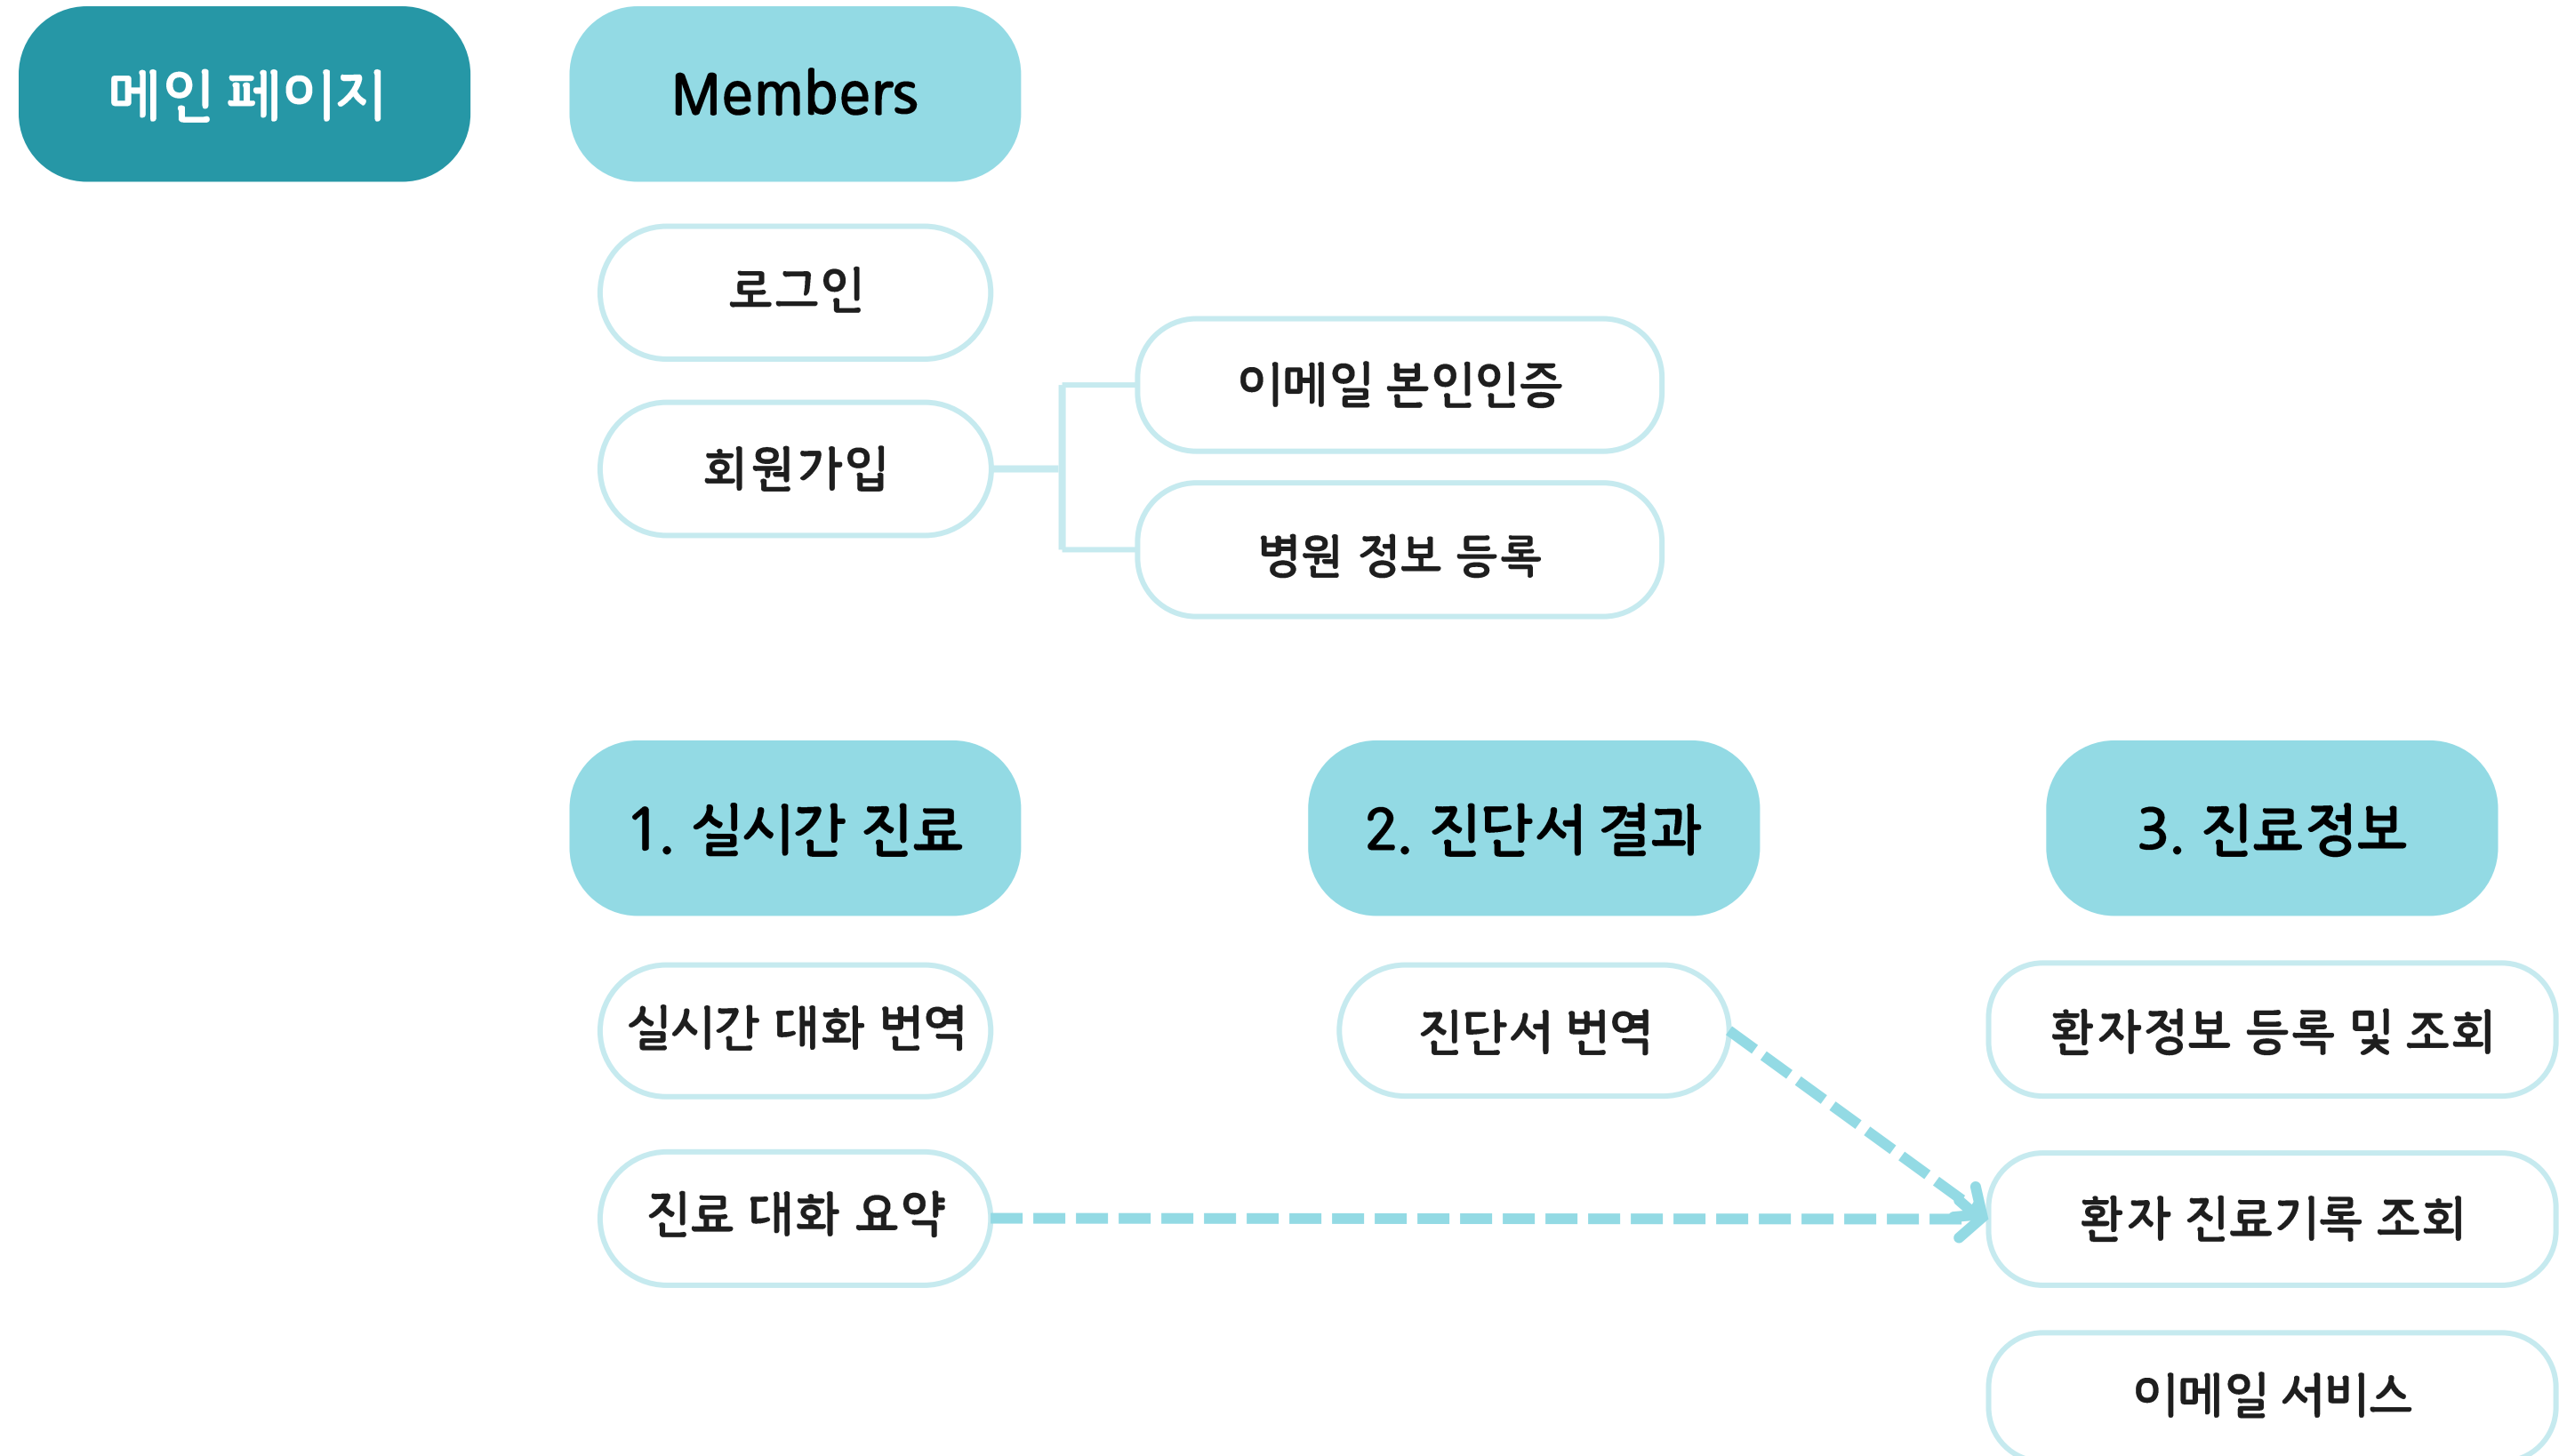 메인 페이지
Members
로그인
회원가입
이메일 본인인증
병원 정보 등록
1. 실시간 진료
실시간 대화 번역
진료 대화 요약
2. 진단서 결과
진단서 번역
3. 진료정보
환자정보 등록 및 조회
환자 진료기록 조회
이메일 서비스